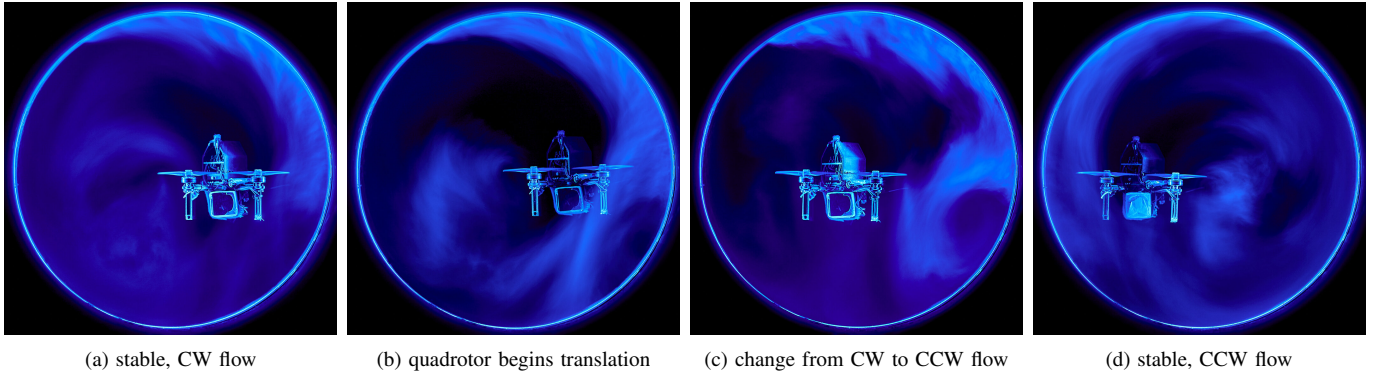 (a) stable, CW flow
(b) quadrotor begins translation
(c) change from CW to CCW flow
(d) stable, CCW flow